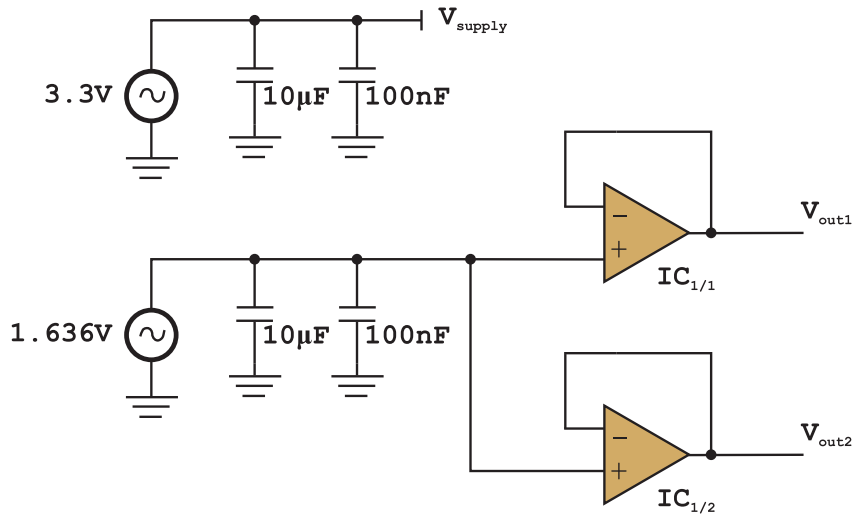 Vsupply
3.3V
10µF
100nF
Vout1
IC1/1
1.636V
10µF
100nF
Vout2
IC1/2